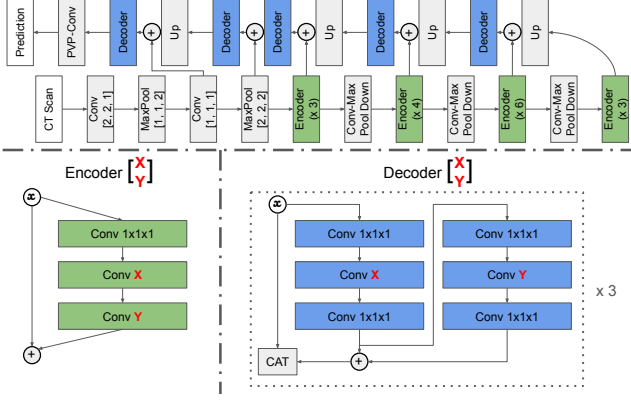 Prediction
PVP-Conv
Decoder
+
Up
Decoder
Decoder
+
+
Up
Decoder
+
Up
Decoder
+
Up
CT Scan
Conv
[2, 2, 1]
MaxPool
[1, 1, 2]
Conv
[1, 1, 1]
MaxPool
[2, 2, 2]
Encoder
(x 3)
Conv-Max
Pool Down
Encoder
(x 4)
Conv-Max
Pool Down
Encoder
(x 6)
Conv-Max
Pool Down
Encoder
(x 3)
Encoder [X
Y]
x
Conv 1x1x1
Conv X
Conv Y
+
Decoder [X
Y]
x
Conv 1x1x1
Conv X
Conv 1x1x1
Conv 1x1x1
Conv Y
Conv 1x1x1
CAT
+
x 3